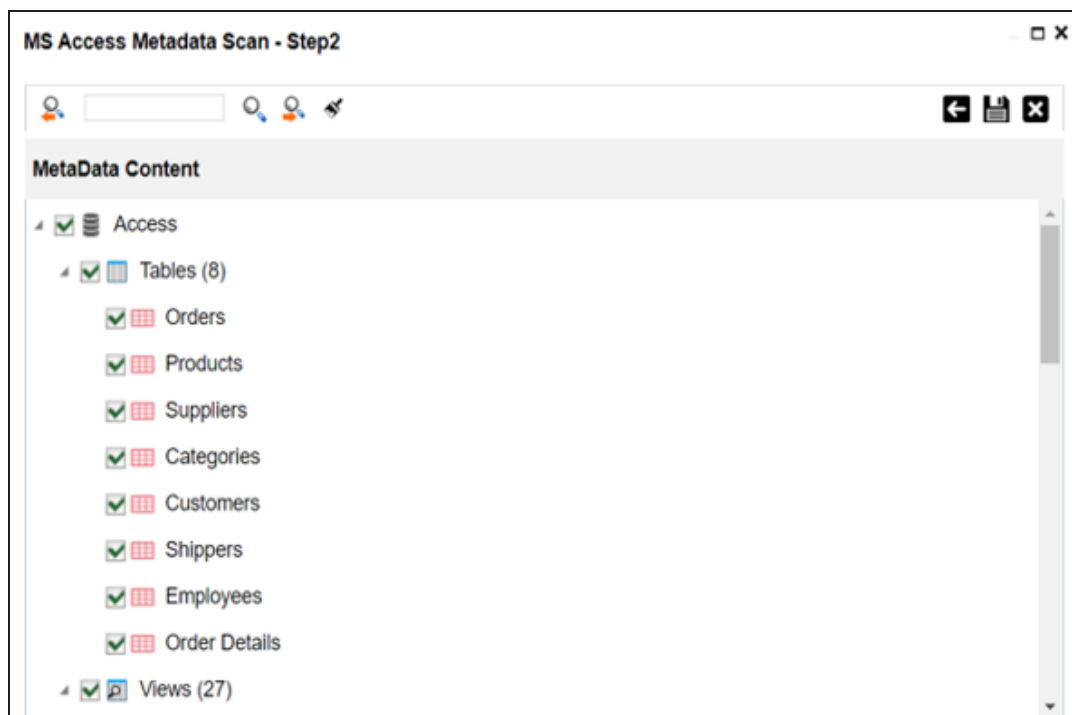 MS Access Metadata Scan - Step2
MetaData Content
Access
Tables (8)
Orders
Products
Suppliers
Categories
Customers
Shippers
Employees
Order Details
Views (27)